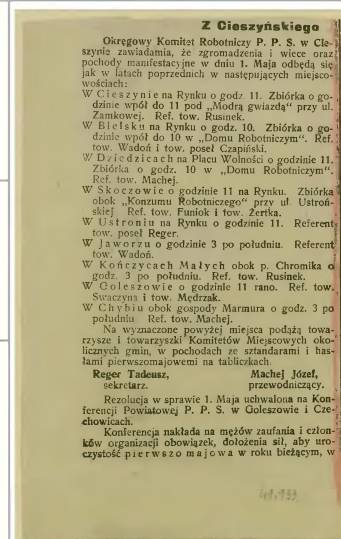 Z Cieszyńskiego
Okręgowy Komitet Robotniczy P. P. S. w Cie-
szynie zawiadamia, że zgromadzenia i wiece oraz
pochody manifestacyjne w dniu 1. Maja odbędą się
jak w latach poprzednich w następujących miejsco-
wościach:
W Cieszynie na Rynku o godz. 11. Zbiórka o go-
dzinie wpół do 11 pod „Modrą gwiazdą” przy ul.
Zamkowej. Ref. tow. Rusinek.
W Bielsku na Rynku o godz. 10. Zbiórka o go-
dzinie wpół do 10 w „Domu Robotniczym”. Ref.
tow. Wadoń i tow. poseł Czapiński.
W Dziedzicach na Placu Wolności o godzinie 11.
Zbiórka o godz. 10 w „Domu Robotniczym”.
Ref. tow. Machej.
W Skoczowie o godzinie 11 na Rynku. Zbiórka
obok „Konzumu Robotniczego” przy ul. Ustroń-
skiej Ref. tow. Funiok i tow. Żertka.
W Ustroniu na Rynku o godzinie 11. Referent
tow. poseł Reger.
W Jaworzu o godzinie 3 po południu. Referent
tow. Wadoń.
W Kończycach Małych obok p. Chromika o
godz. 3 po południu. Ref. tow. Rusinek.
W Goleszowie o godzinie 11 rano. Ref. tow.
Swaczyna i tow. Mędrzak.
W Chybiu obok gospody Marmura o godz. 3 po
południu Ref. tow. Machej.
Na wyznaczone powyżej miejsca podążą towa-
rzysze i towarzyszki Komitetów Miejscowych oko-
licznych gmin, w pochodach ze sztandarami i has-
łami pierwszomajowemi na tabliczkach.
Reger Tadeusz, Machej Józef,
sekretarz. przewodniczący.
Rezolucja w sprawie 1. Maja uchwalona na Kon-
ferencji Powiatowej P. P. S. w Goleszowie i Cze-
chowicach.
Konferencja nakłada na mężów zaufania i człon-
ków organizacji obowiązek, dołożenia sił, aby uro-
czystość pierwszo majowa w roku bieżącym, w